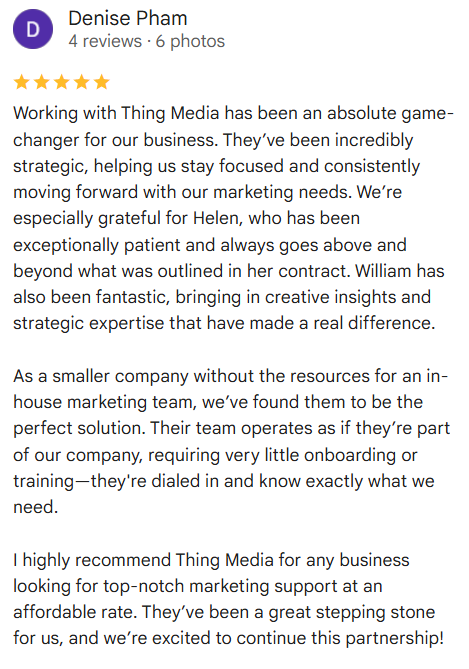 D
Denise Pham
4 reviews · 6 photos
Working with Thing Media has been an absolute game-
changer for our business. They’ve been incredibly
strategic, helping us stay focused and consistently
moving forward with our marketing needs. We’re
especially grateful for Helen, who has been
exceptionally patient and always goes above and
beyond what was outlined in her contract. William has
also been fantastic, bringing in creative insights and
strategic expertise that have made a real difference.
As a smaller company without the resources for an in-
house marketing team, we’ve found them to be the
perfect solution. Their team operates as if they’re part
of our company, requiring very little onboarding or
training—they're dialed in and know exactly what we
need.
I highly recommend Thing Media for any business
looking for top-notch marketing support at an
affordable rate. They’ve been a great stepping stone
for us, and we’re excited to continue this partnership!